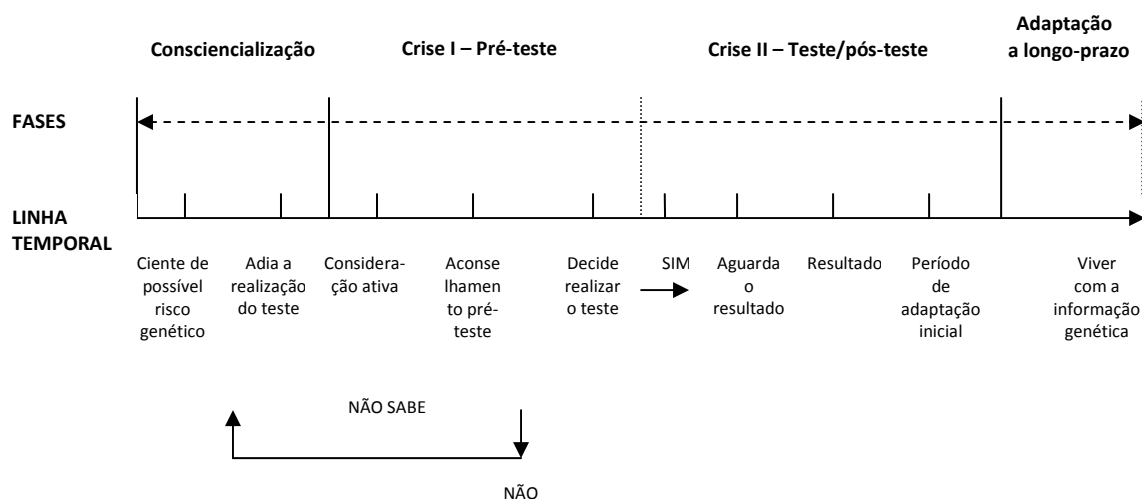 Consciencialização
Crise I – Pré-teste
Crise II – Teste/pós-teste
Adaptação
a longo-prazo
FASES
LINHA
TEMPORAL
Ciente de
possível
risco
genético
Adia a
realização
do teste
Considera-
ção ativa
Aconse
lhamen
to pré-
teste
Decide
realizar
o teste
SIM
Aguarda
o
resultado
Resultado
Período
de
adaptação
inicial
Viver
com a
informação
genética
NÃO SABE
NÃO